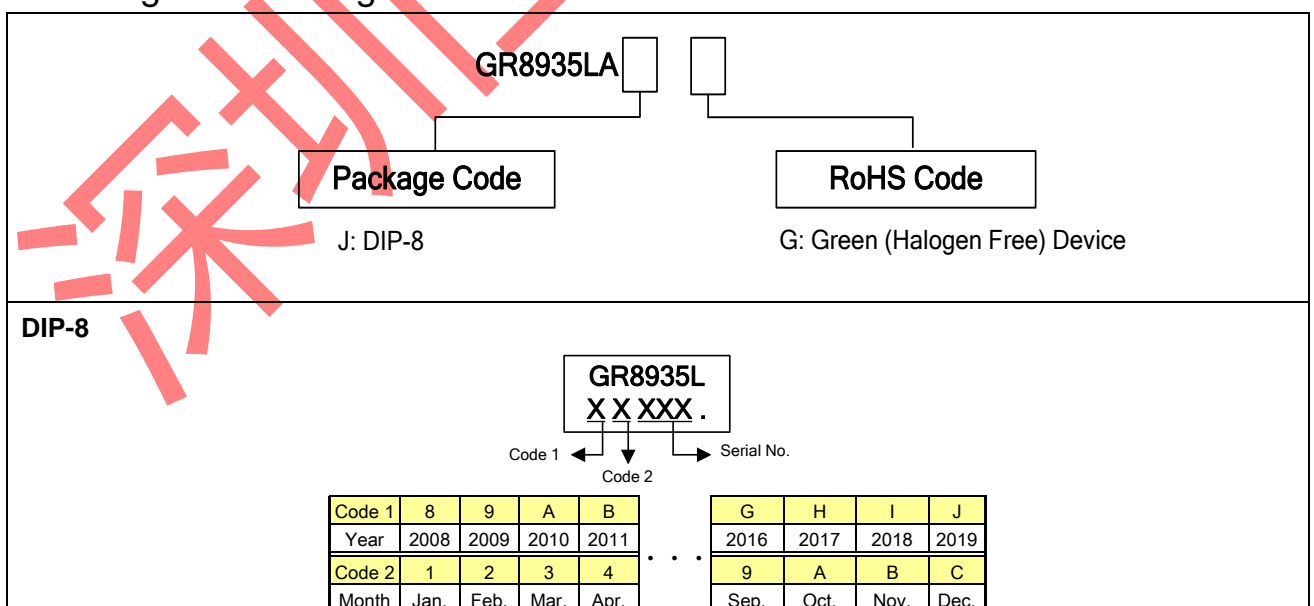 GR8935LA
Package Code
RoHS Code
J: DIP-8
G: Green (Halogen Free) Device
DIP-8
GR8935L
X X XXX .
Code 1
Serial No.
Code 2
Code 1 8 9 A B G H I J
Year 2008 2009 2010 2011 . . . 2016 2017 2018 2019
Code 2 1 2 3 4 9 A B C
Month Jan. Feb. Mar. Apr. Sep. Oct. Nov. Dec.
深圳